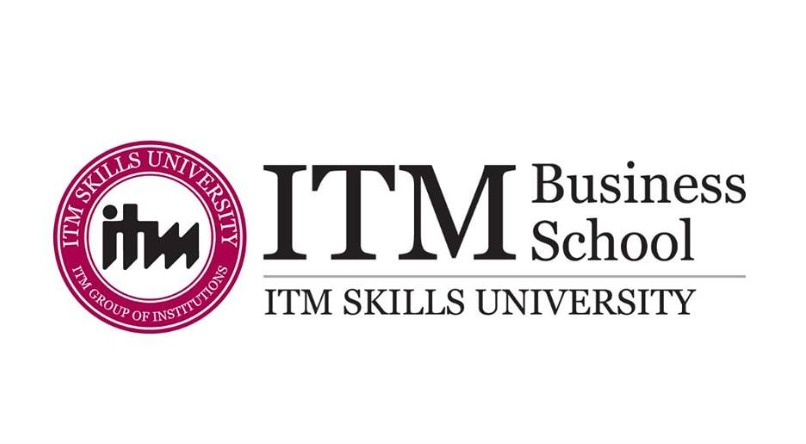 ITM SKILLS UNIVERSITY
itm
ITM GROUP OF INSTITUTIONS
ITM Business School
ITM SKILLS UNIVERSITY